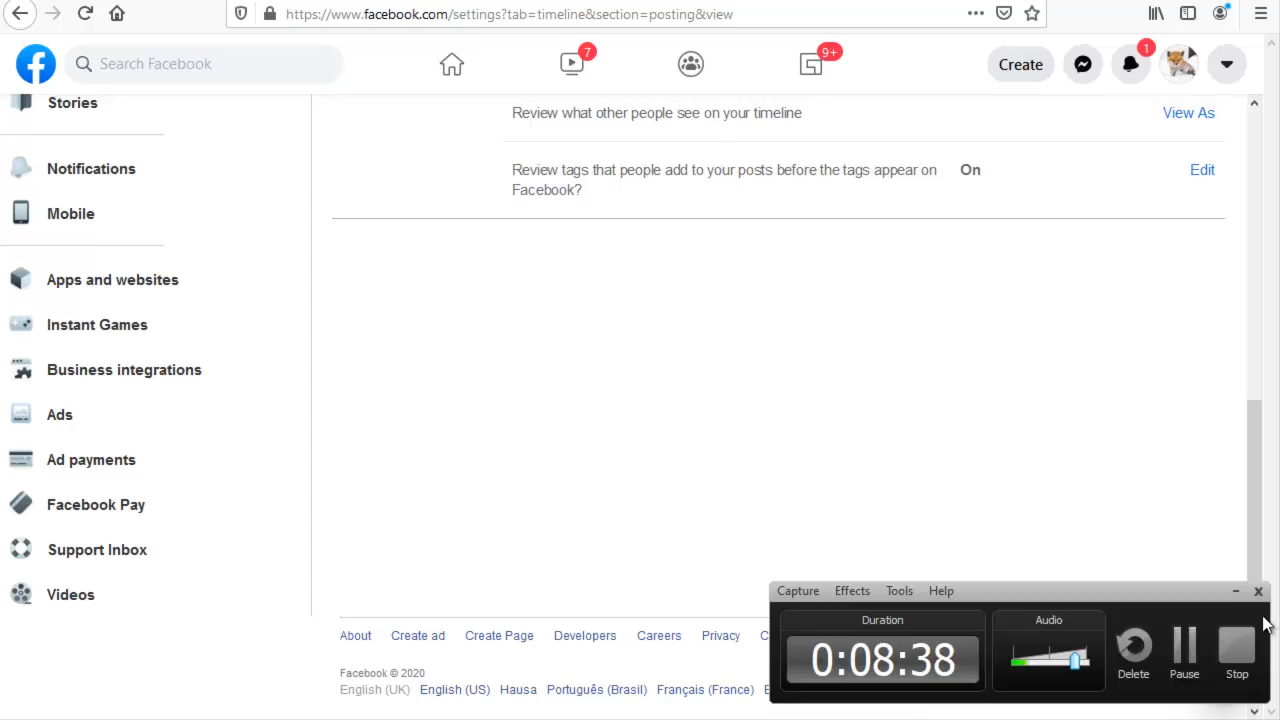 https://www.facebook.com/settings?tab=timeline&section=posting&view
Search Facebook
7
9+
Create
1
Stories
Notifications
Mobile
Apps and websites
Instant Games
Business integrations
Ads
Ad payments
Facebook Pay
Support Inbox
Videos
Review what other people see on your timeline View As
Review tags that people add to your posts before the tags appear on On Edit
Facebook?
About Create ad Create Page Developers Careers Privacy C
Facebook © 2020
English (UK) English (US) Hausa Português (Brasil) Français (France) E
Capture Effects Tools Help
Duration
0:08:38
Audio
Delete
Pause
Stop